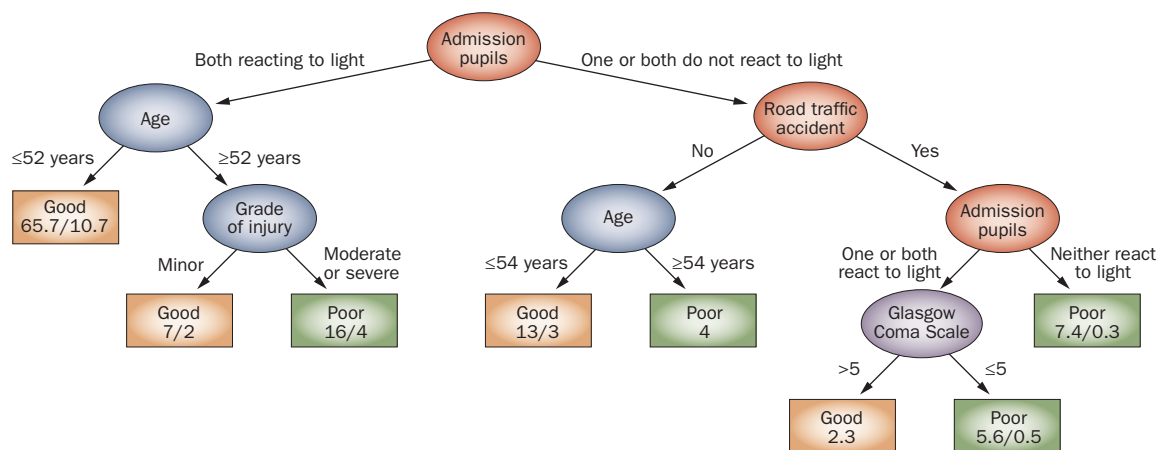 Admission
pupils
Both reacting to light
One or both do not react to light
Age
Road traffic
accident
≤52 years
≥52 years
No
Yes
Good
65.7/10.7
Grade
of injury
Age
Admission
pupils
Minor
Moderate
or severe
≤54 years
≥54 years
One or both
react to light
Neither react
to light
Good
7/2
Poor
16/4
Good
13/3
Poor
4
Glasgow
Coma Scale
Poor
7.4/0.3
>5
≤5
Good
2.3
Poor
5.6/0.5